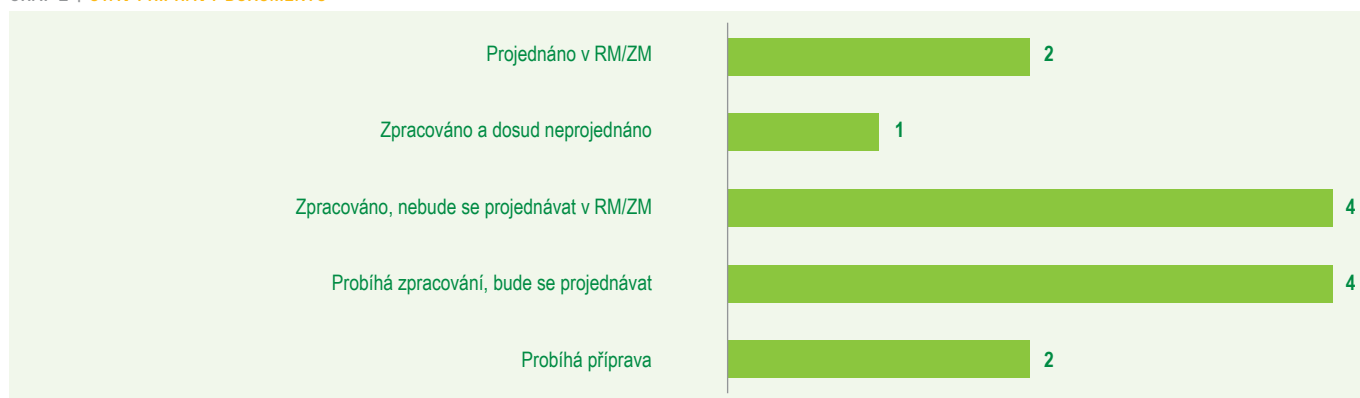 Projednáno v RM/ZM
2
Zpracováno a dosud neprojednáno
1
Zpracováno, nebude se projednávat v RM/ZM
4
Probíhá zpracování, bude se projednávat
4
Probíhá příprava
2